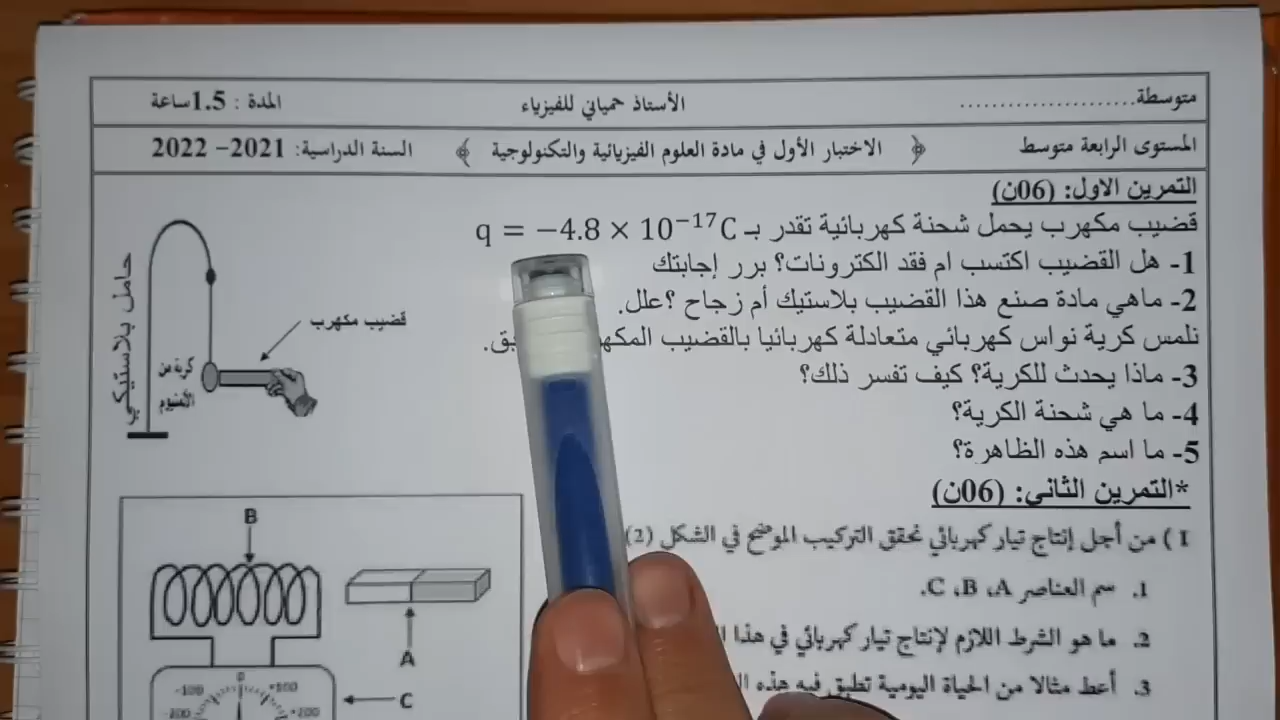 متوسطة......................
الأستاذ حمياني للفيزياء
المدة : 1.5ساعة
المستوى الرابعة متوسط
الاختبار الأول في مادة العلوم الفيزيائية والتكنولوجية
السنة الدراسية: 2021– 2022
التمرين الاول: (06ن)
قضيب مكهرب يحمل شحنة كهربائية تقدر بـ q = −4.8 × 10⁻¹⁷C
1- هل القضيب اكتسب ام فقد الكترونات؟ برر إجابتك
2- ماهي مادة صنع هذا القضيب بلاستيك أم زجاج ؟علل.
نلمس كرية نواس كهربائي متعادلة كهربائيا بالقضيب
3- ماذا يحدث للكرية؟ كيف تفسر ذلك؟
4- ما هي شحنة الكرية؟
5- ما اسم هذه الظاهرة؟
حامل بلاستيكي
قضيب مكهرب
كرية من
الألمنيوم
*التمرين الثاني: (06ن)
I ) من أجل إنتاج تيار كهربائي نحقق التركيب الموضح في الشكل (2)
1. سم العناصر A، B، C.
2. ما هو الشرط اللازم لإنتاج تيار كهربائي في هذا
3. أعط مثالا من الحياة اليومية تطبق فيه هذه
B
A
C
-100 0 +100
-200 +200